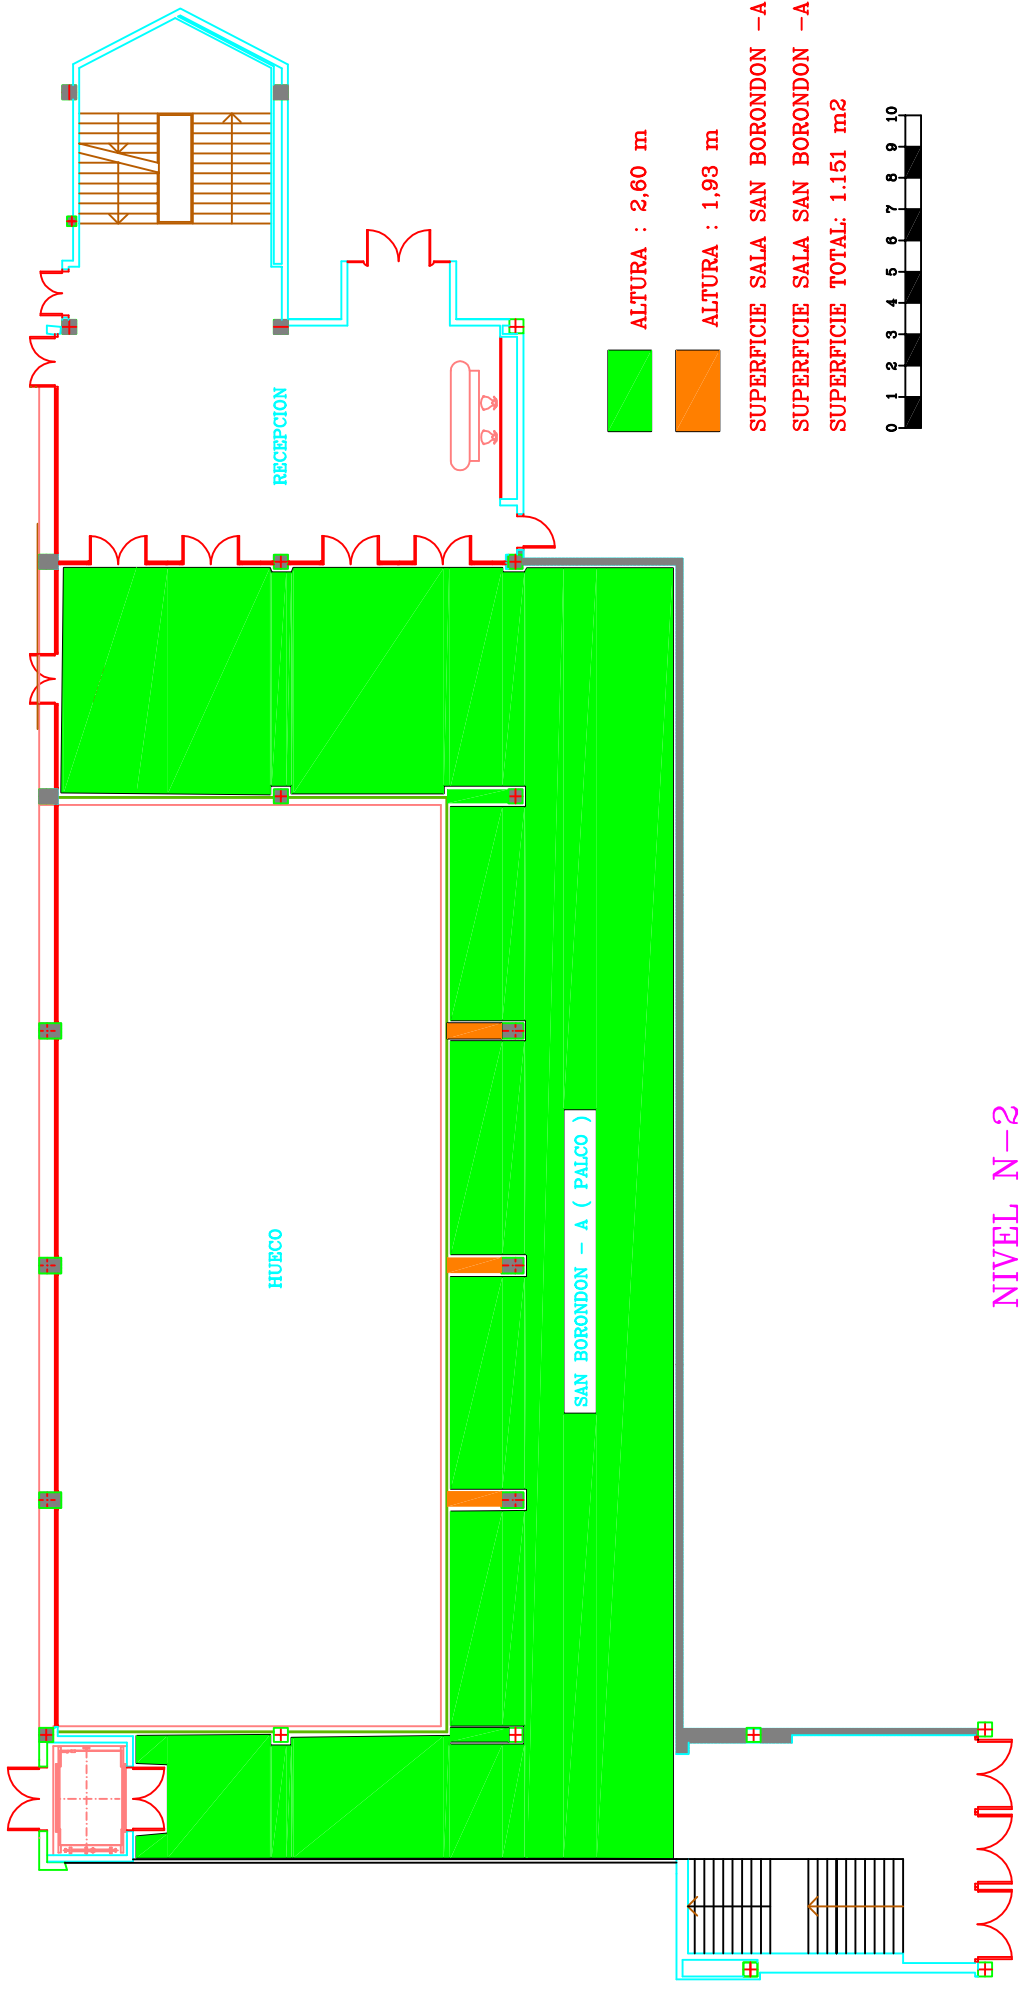 ALTURA : 2,60 m
ALTURA : 1,93 m
SUPERFICIE SALA SAN BORONDON -A
SUPERFICIE SALA SAN BORONDON -A
SUPERFICIE TOTAL: 1.151 m2
0 1 2 3 4 5 6 7 8 9 10
RECEPCION
HUECO
SAN BORONDON - A ( PALCO )
NIVEL N-2